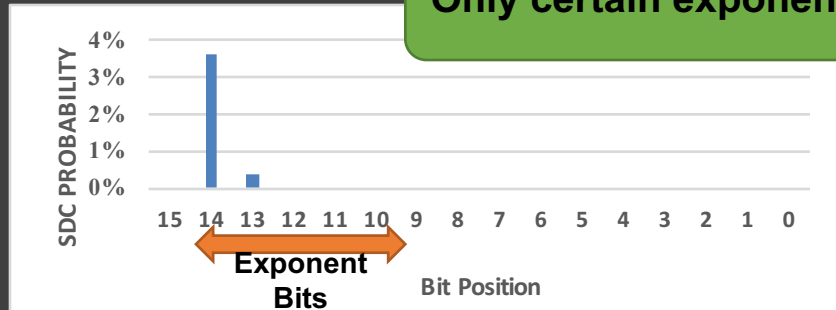 Only certain
4%
3%
2%
1%
0%
SDC PROBABILITY
15 14 13 12 11 10 9 8 7 6 5 4 3 2 1 0
Exponent
Bits
Bit Position